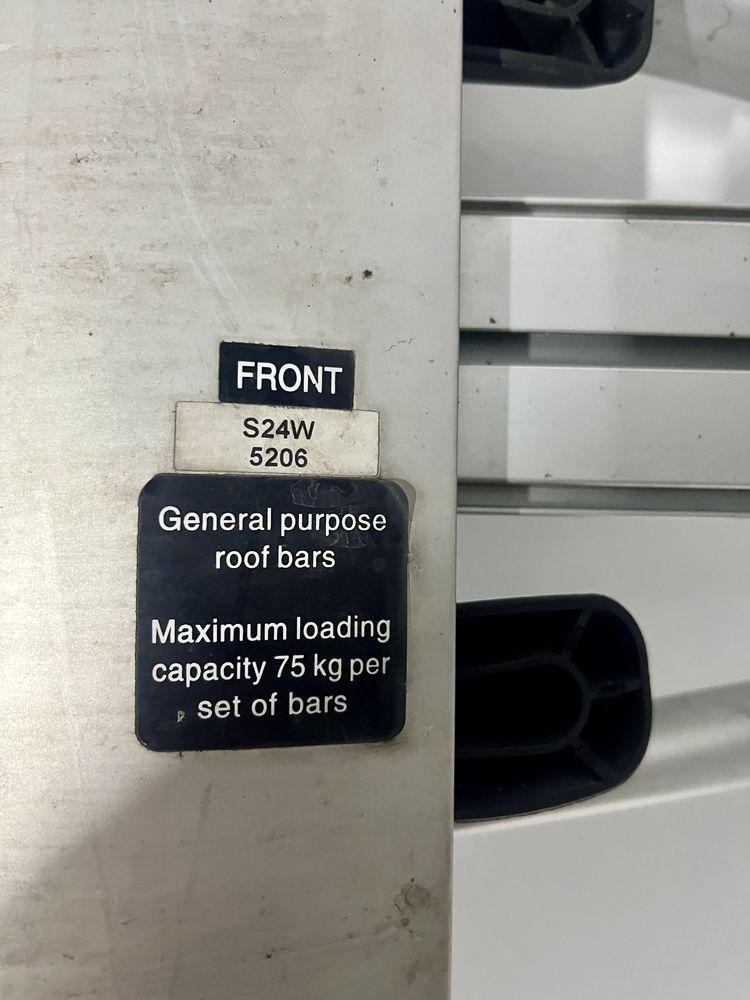 FRONT
S24W
5206
General purpose
roof bars
Maximum loading
capacity 75 kg per
set of bars